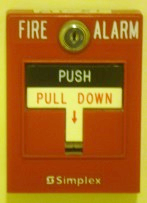 FIRE ALARM
PUSH
PULL DOWN
Simplex